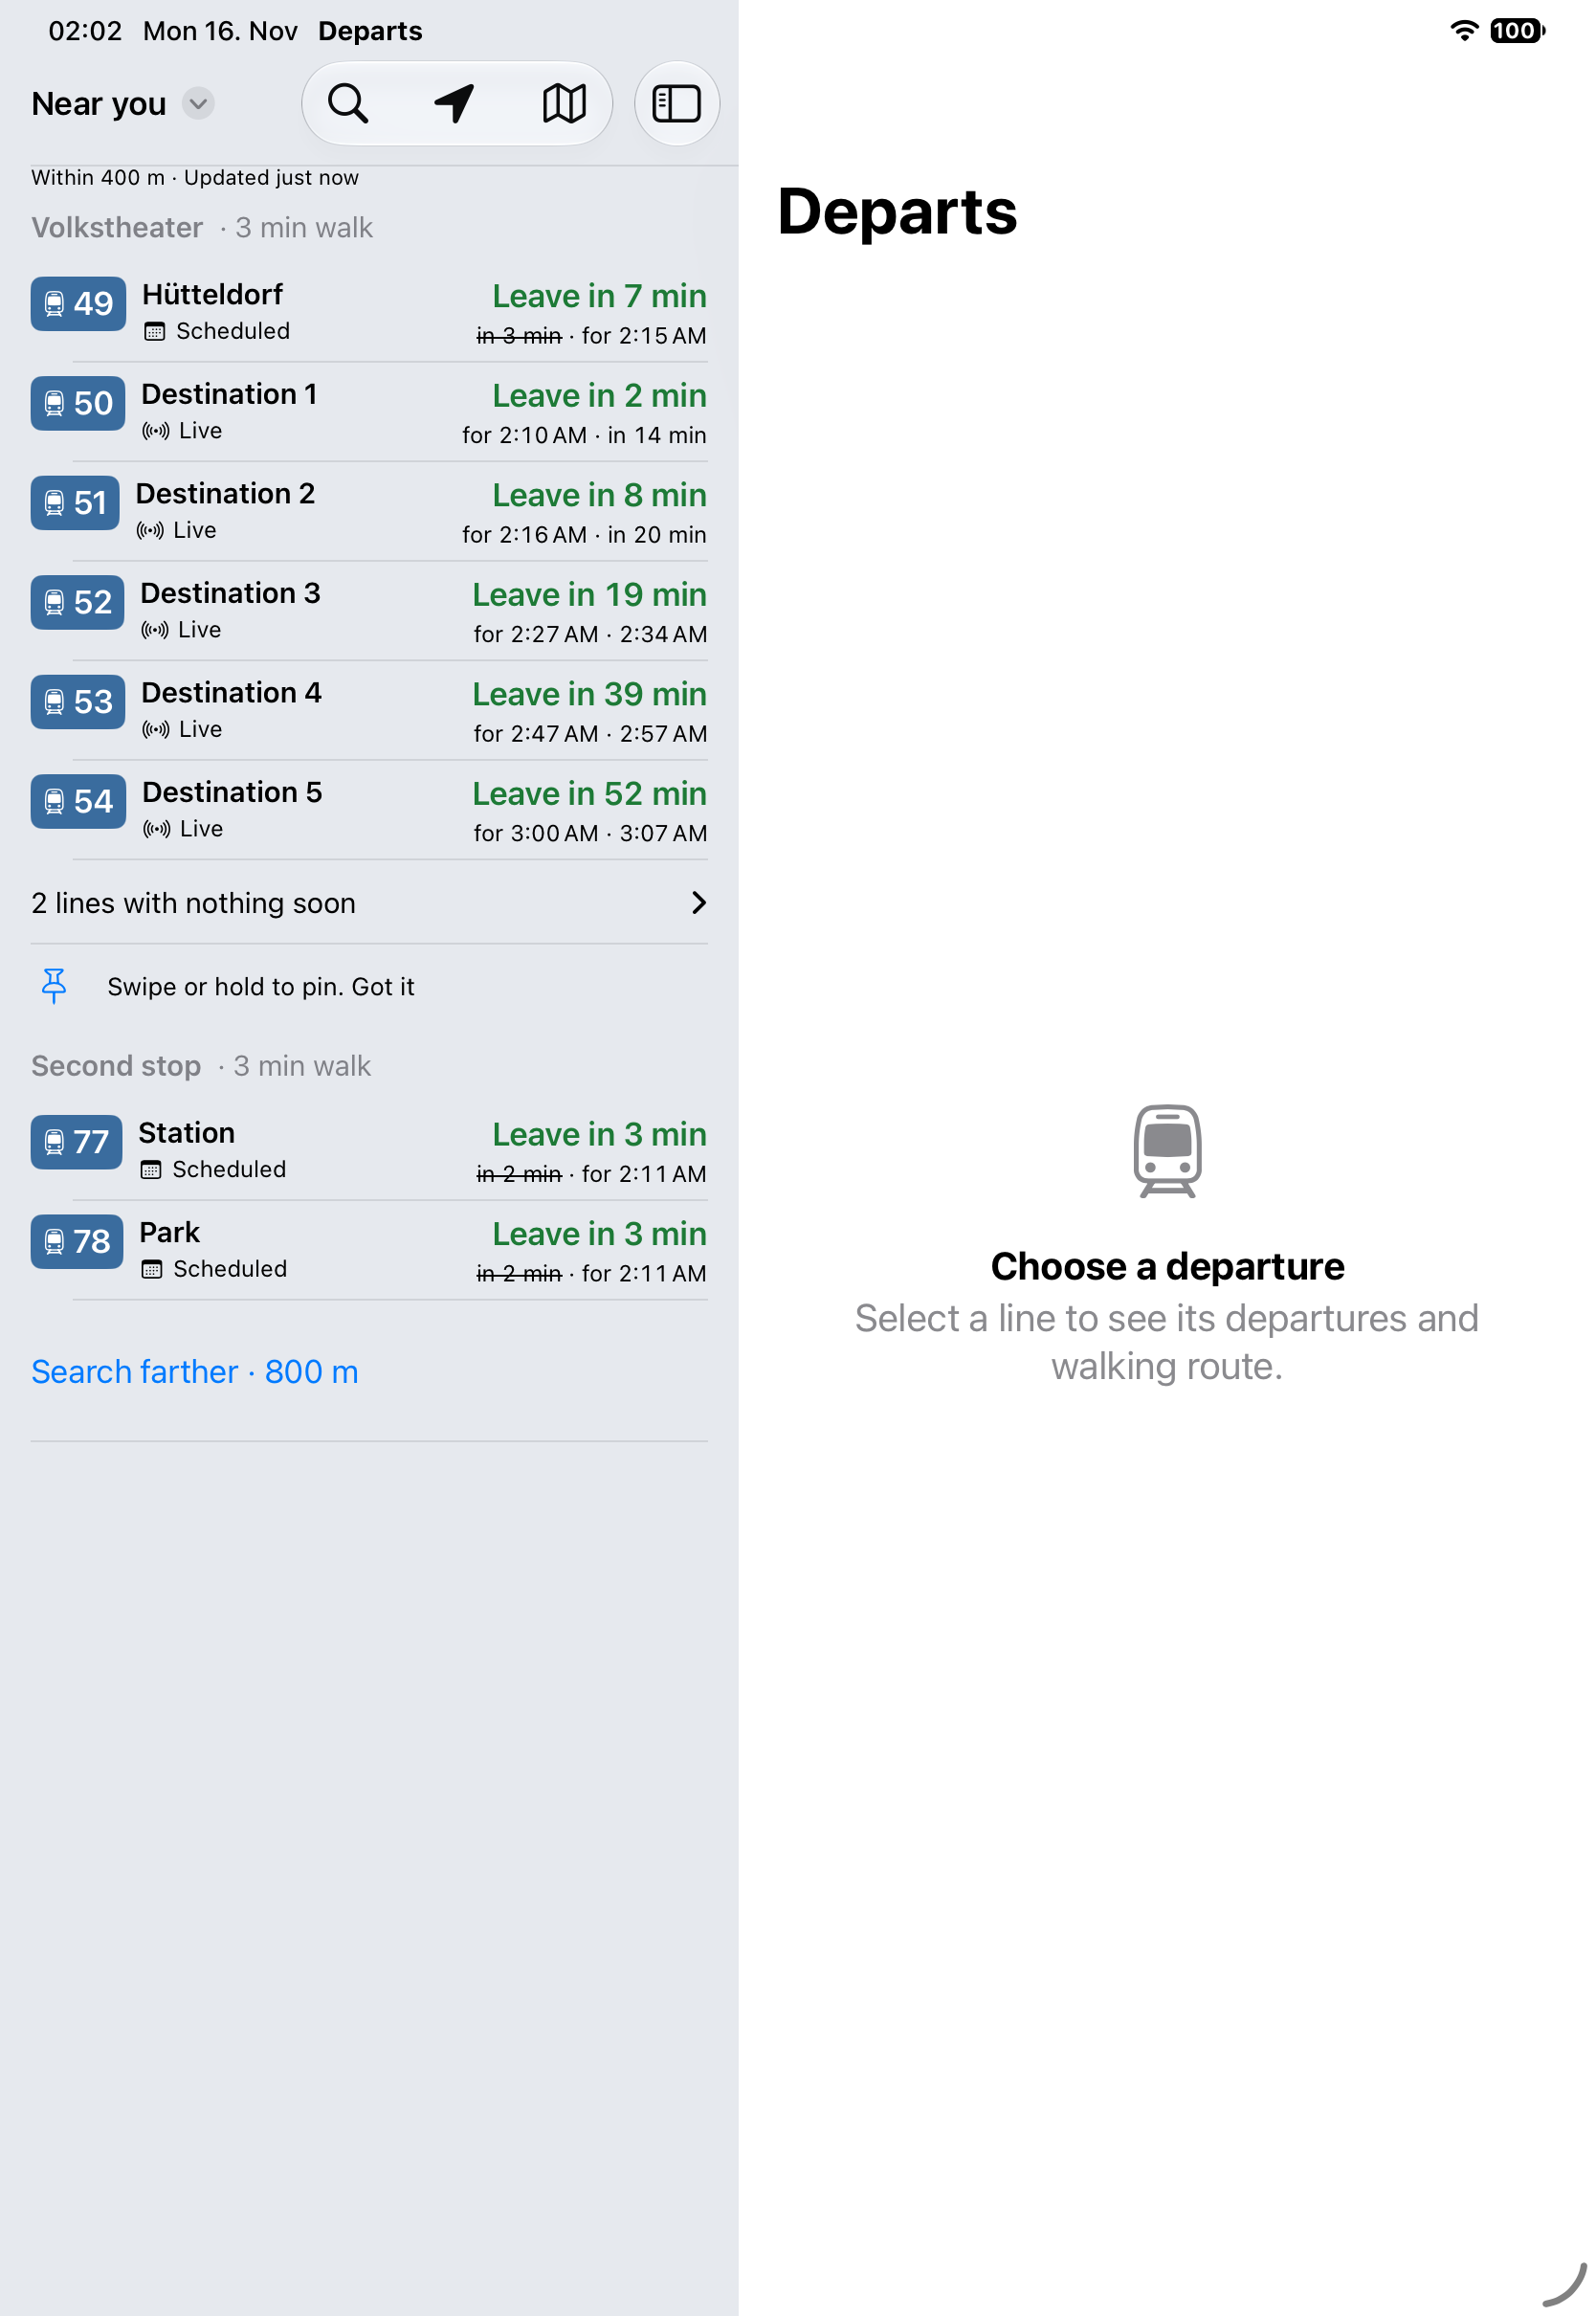 02:02 Mon 16. Nov Departs
100
Near you
Within 400 m · Updated just now
Volkstheater · 3 min walk
49 Hütteldorf Leave in 7 min
Scheduled in 3 min · for 2:15 AM
50 Destination 1 Leave in 2 min
Live for 2:10 AM · in 14 min
51 Destination 2 Leave in 8 min
Live for 2:16 AM · in 20 min
52 Destination 3 Leave in 19 min
Live for 2:27 AM · 2:34 AM
53 Destination 4 Leave in 39 min
Live for 2:47 AM · 2:57 AM
54 Destination 5 Leave in 52 min
Live for 3:00 AM · 3:07 AM
2 lines with nothing soon
Swipe or hold to pin. Got it
Second stop · 3 min walk
77 Station Leave in 3 min
Scheduled in 2 min · for 2:11 AM
78 Park Leave in 3 min
Scheduled in 2 min · for 2:11 AM
Search farther · 800 m
Departs
Choose a departure
Select a line to see its departures and
walking route.